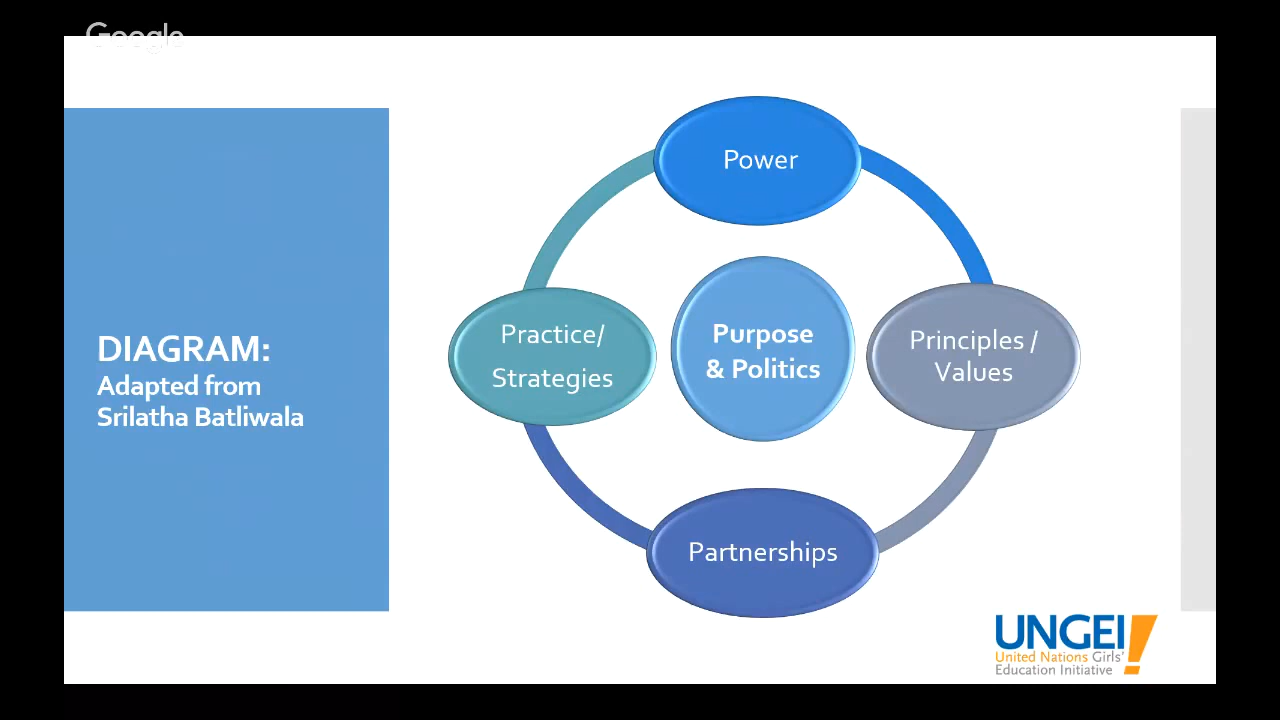 Google
DIAGRAM:
Adapted from
Srilatha Batliwala
Power
Practice/
Strategies
Purpose
& Politics
Principles /
Values
Partnerships
UNGEI!
United Nations Girls'
Education Initiative